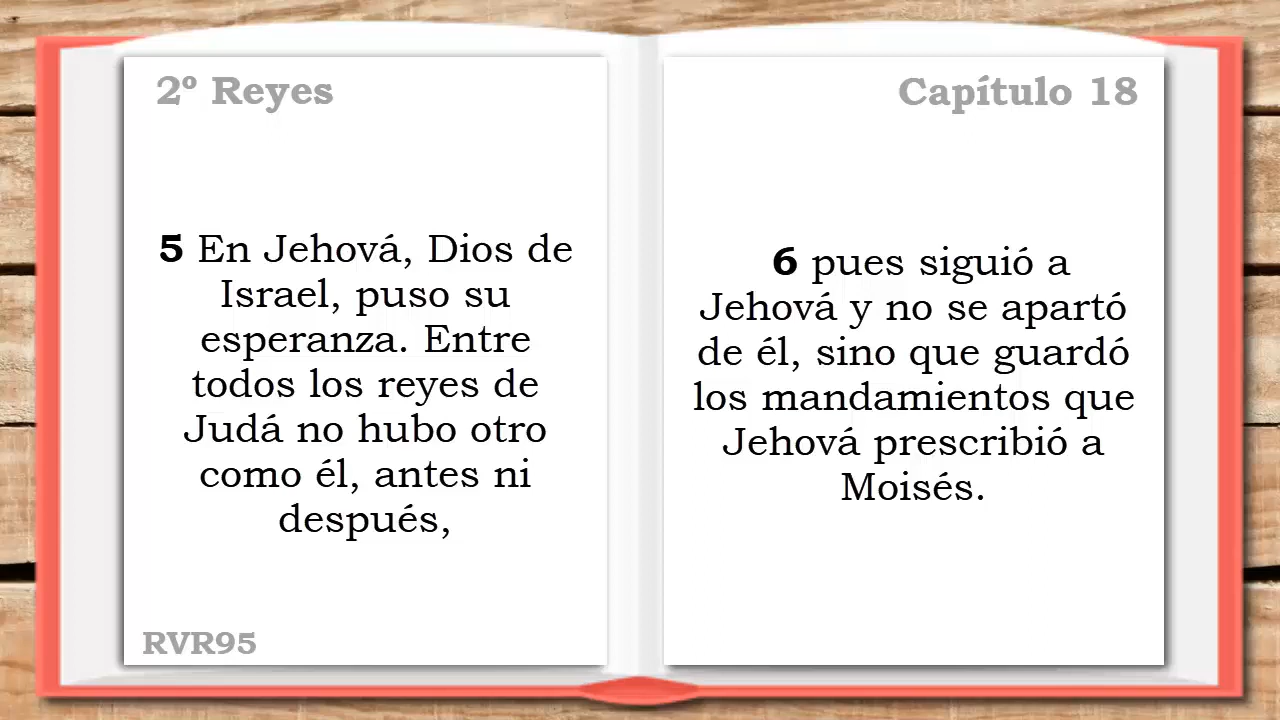 2º Reyes
5 En Jehová, Dios de
Israel, puso su
esperanza. Entre
todos los reyes de
Judá no hubo otro
como él, antes ni
después,
RVR95
Capítulo 18
6 pues siguió a
Jehová y no se apartó
de él, sino que guardó
los mandamientos que
Jehová prescribió a
Moisés.